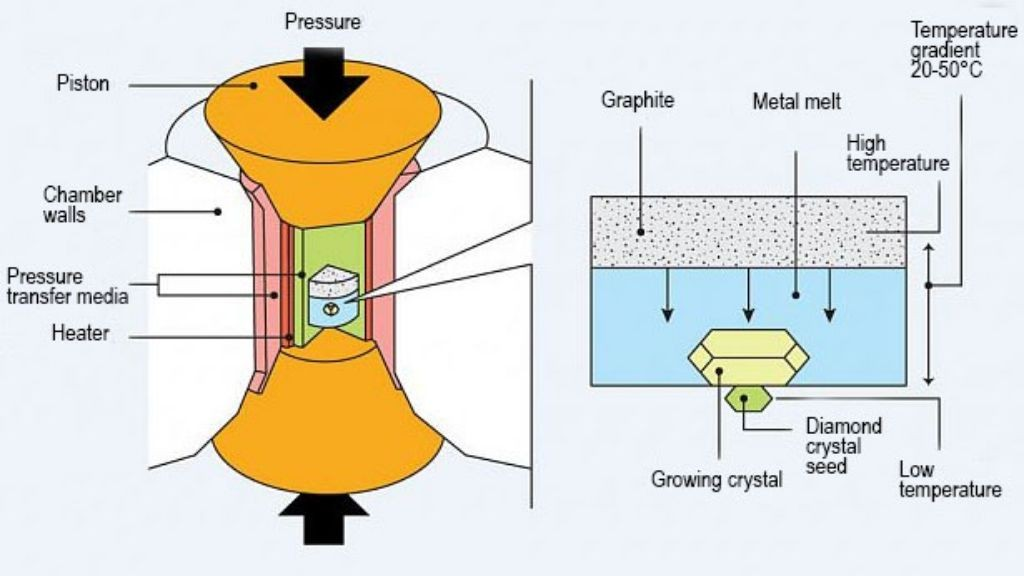 Pressure
Piston
Chamber
walls
Pressure
transfer media
Heater
Temperature
gradient
20-50°C
Graphite
Metal melt
High
temperature
Diamond
crystal
seed
Growing crystal
Low
temperature